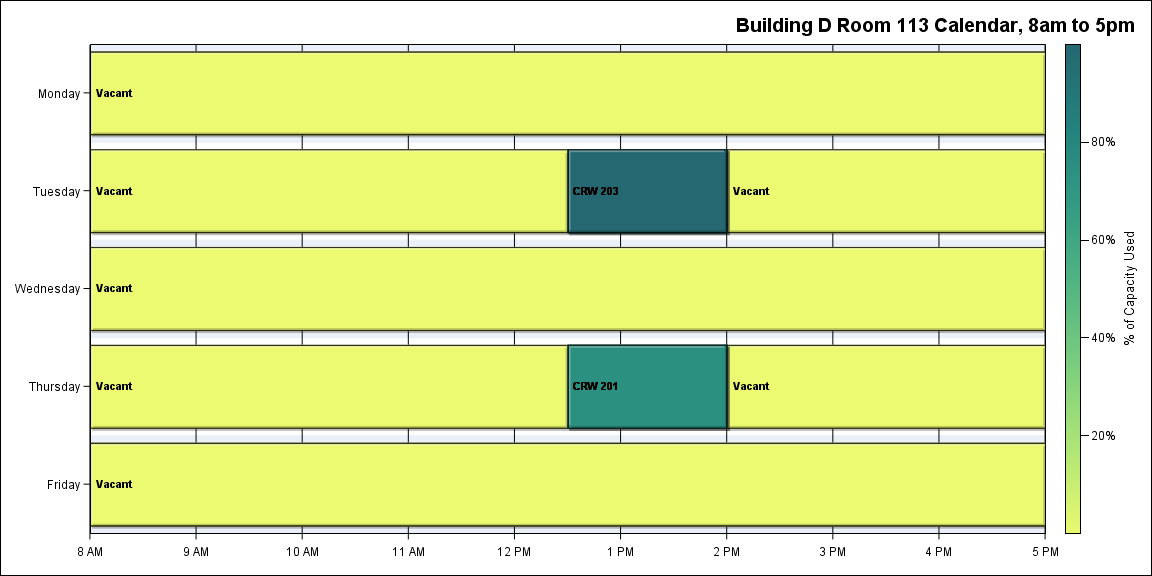 Building D Room 113 Calendar, 8am to 5pm
Monday
Vacant
Tuesday
Vacant
CRW 203
Vacant
Wednesday
Vacant
Thursday
Vacant
CRW 201
Vacant
Friday
Vacant
8 AM
9 AM
10 AM
11 AM
12 PM
1 PM
2 PM
3 PM
4 PM
5 PM
80%
60%
40%
20%
% of Capacity Used